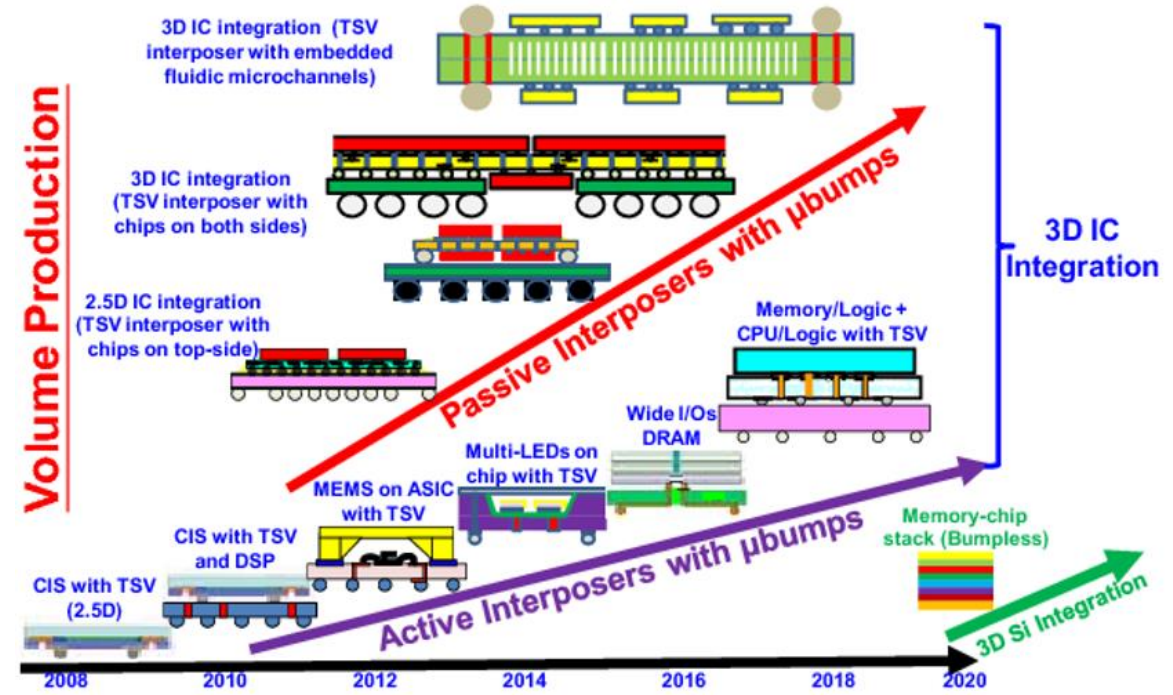 3D IC integration (TSV
interposer with embedded
fluidic microchannels)
Volume Production
3D IC integration
(TSV interposer with
chips on both sides)
2.5D IC integration
(TSV interposer with
chips on top-side)
Passive Interposers with μbumps
3D IC
Integration
Memory/Logic +
CPU/Logic with TSV
Wide I/Os
DRAM
Multi-LEDs on
chip with TSV
MEMS on ASIC
with TSV
CIS with TSV
and DSP
CIS with TSV
(2.5D)
Active Interposers with μbumps
Memory-chip
stack (Bumpless)
3D Si Integration
2008 2010 2012 2014 2016 2018 2020